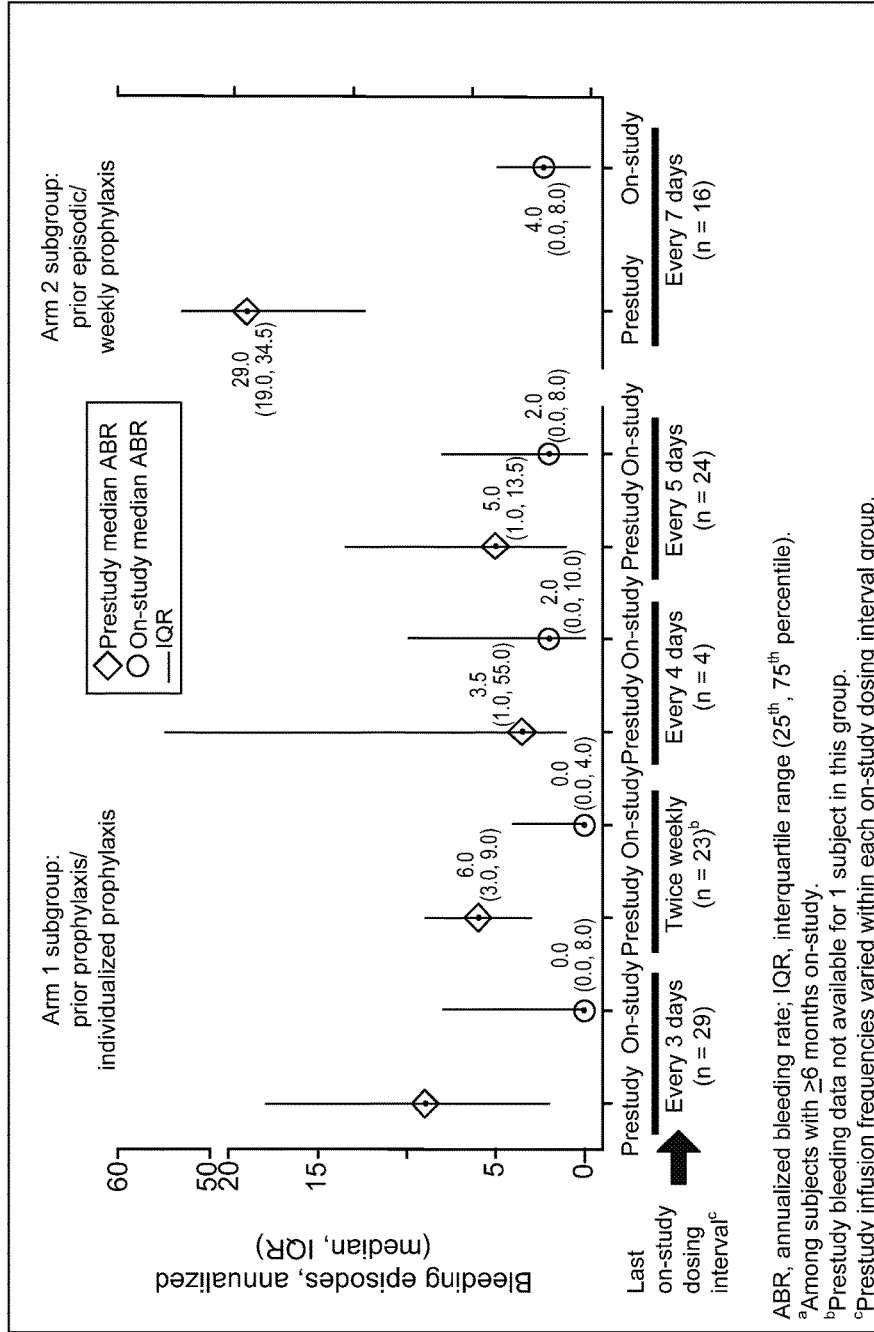 Arm 1 subgroup:
prior prophylaxis/
individualized prophylaxis
Arm 2 subgroup:
prior episodic/
weekly prophylaxis
Prestudy median ABR
On-study median ABR
IQR
Bleeding episodes, annualized
(median, IQR)
60
50
20
15
5
0
0.0
(0.0, 8.0)
6.0
(3.0, 9.0)
0.0
(0.0, 4.0)
3.5
(1.0, 55.0)
2.0
(0.0, 10.0)
5.0
(1.0, 13.5)
2.0
(0.0, 8.0)
29.0
(19.0, 34.5)
4.0
(0.0, 8.0)
Last
on-study
dosing
intervalᶜ
Prestudy On-study
Every 3 days
(n = 29)
Prestudy On-study
Twice weekly
(n = 23)ᵇ
Prestudy On-study
Every 4 days
(n = 4)
Prestudy On-study
Every 5 days
(n = 24)
Prestudy On-study
Every 7 days
(n = 16)
ABR, annualized bleeding rate; IQR, interquartile range (25ᵗʰ, 75ᵗʰ percentile).
ᵃAmong subjects with ≥6 months on-study.
ᵇPrestudy bleeding data not available for 1 subject in this group.
ᶜPrestudy infusion frequencies varied within each on-study dosing interval group.